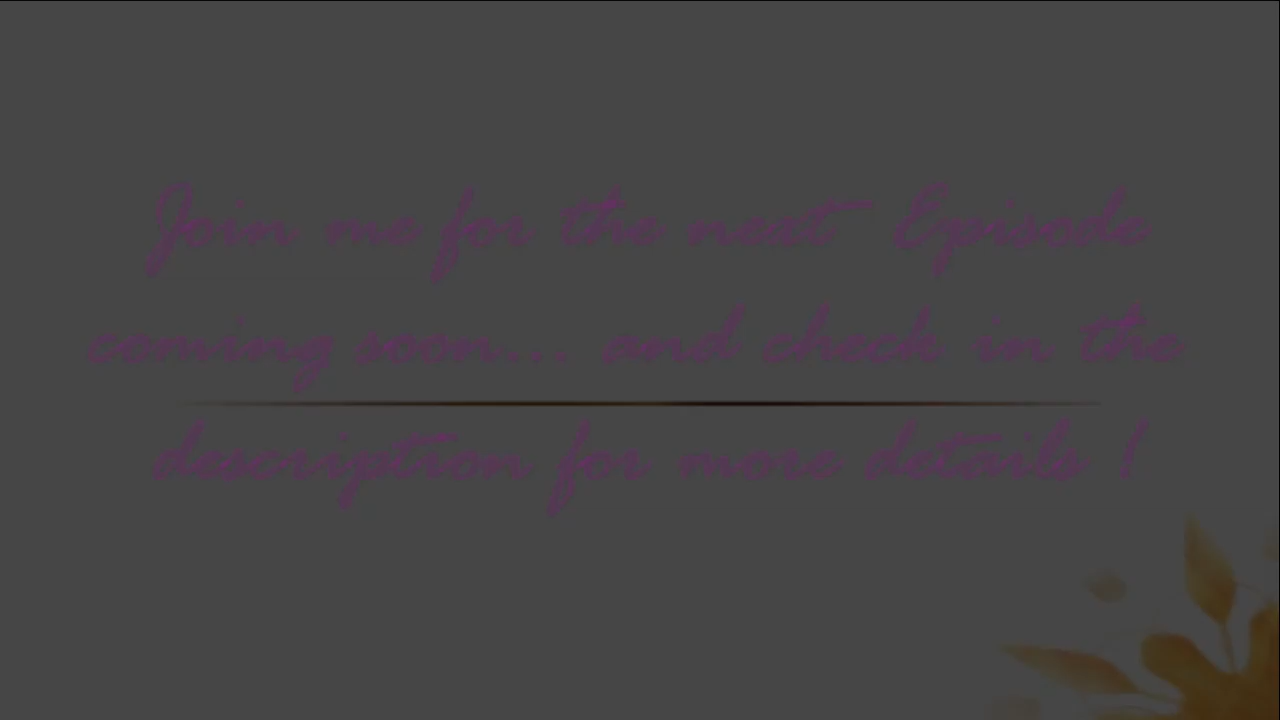 Join me for the next Episode
coming soon... and check in the
description for more details !